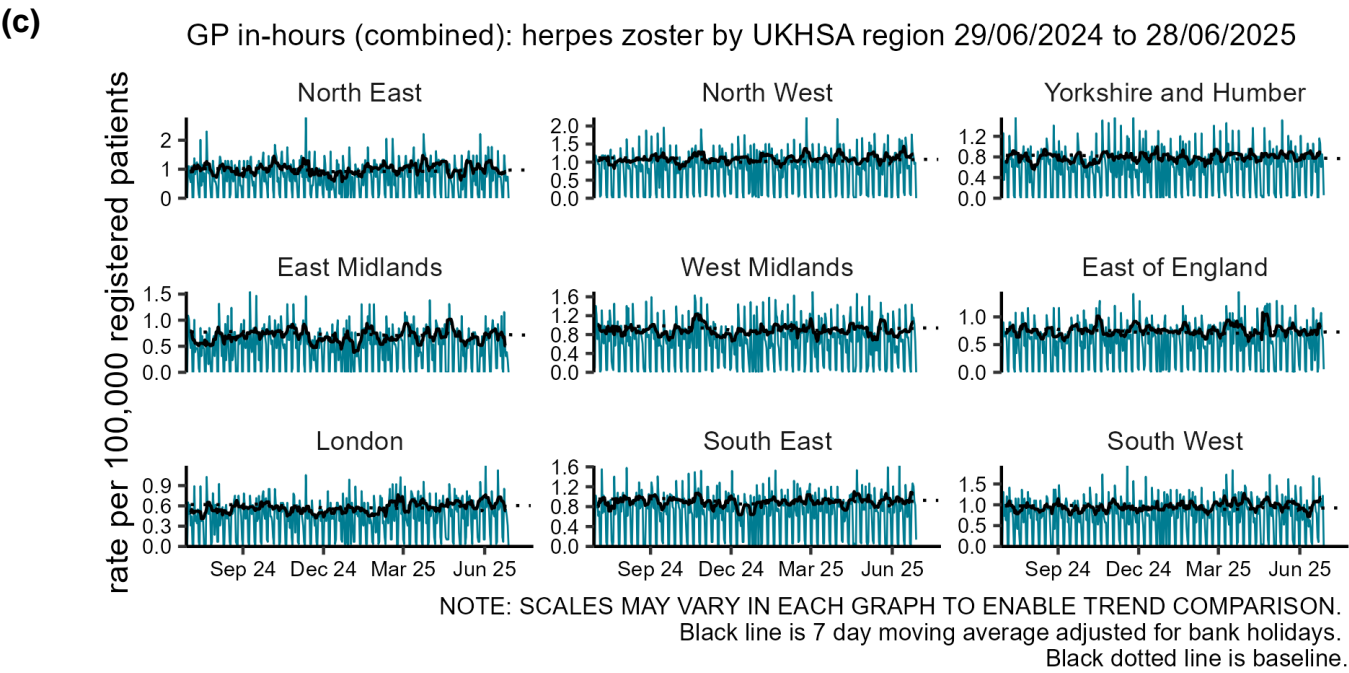 (c)
GP in-hours (combined): herpes zoster by UKHSA region 29/06/2024 to 28/06/2025
rate per 100,000 registered patients
North East
2
1
0
North West
2.0
1.5
1.0
0.5
0.0
Yorkshire and Humber
1.2
0.8
0.4
0.0
East Midlands
1.5
1.0
0.5
0.0
West Midlands
1.6
1.2
0.8
0.4
0.0
East of England
1.0
0.5
0.0
London
0.9
0.6
0.3
0.0
Sep 24 Dec 24 Mar 25 Jun 25
South East
1.6
1.2
0.8
0.4
0.0
Sep 24 Dec 24 Mar 25 Jun 25
South West
1.5
1.0
0.5
0.0
Sep 24 Dec 24 Mar 25 Jun 25
NOTE: SCALES MAY VARY IN EACH GRAPH TO ENABLE TREND COMPARISON.
Black line is 7 day moving average adjusted for bank holidays.
Black dotted line is baseline.